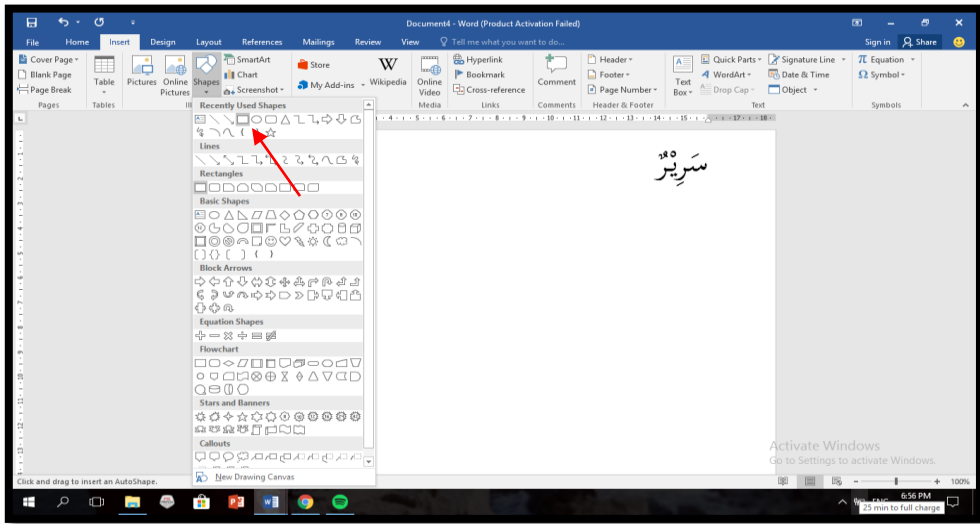 Document4 - Word (Product Activation Failed)
File Home Insert Design Layout References Mailings Review View Tell me what you want to do... Sign in Share
Cover Page
Blank Page
Page Break
Pages
Table
Tables
Pictures
Online Pictures
Shapes
SmartArt
Chart
Screenshot
Store
My Add-ins
Wikipedia
Online Video
Media
Hyperlink
Bookmark
Cross-reference
Links
Comment
Comments
Header
Footer
Page Number
Header & Footer
Text Box
Quick Parts
WordArt
Drop Cap
Signature Line
Date & Time
Object
Text
Equation
Symbol
Symbols
Recently Used Shapes
Lines
Rectangles
Basic Shapes
Block Arrows
Equation Shapes
Flowchart
Stars and Banners
Callouts
New Drawing Canvas
سَرِيْرٌ
Activate Windows
Go to Settings to activate Windows.
Click and drag to insert an AutoShape.
100%
6:56 PM
25 min to full charge